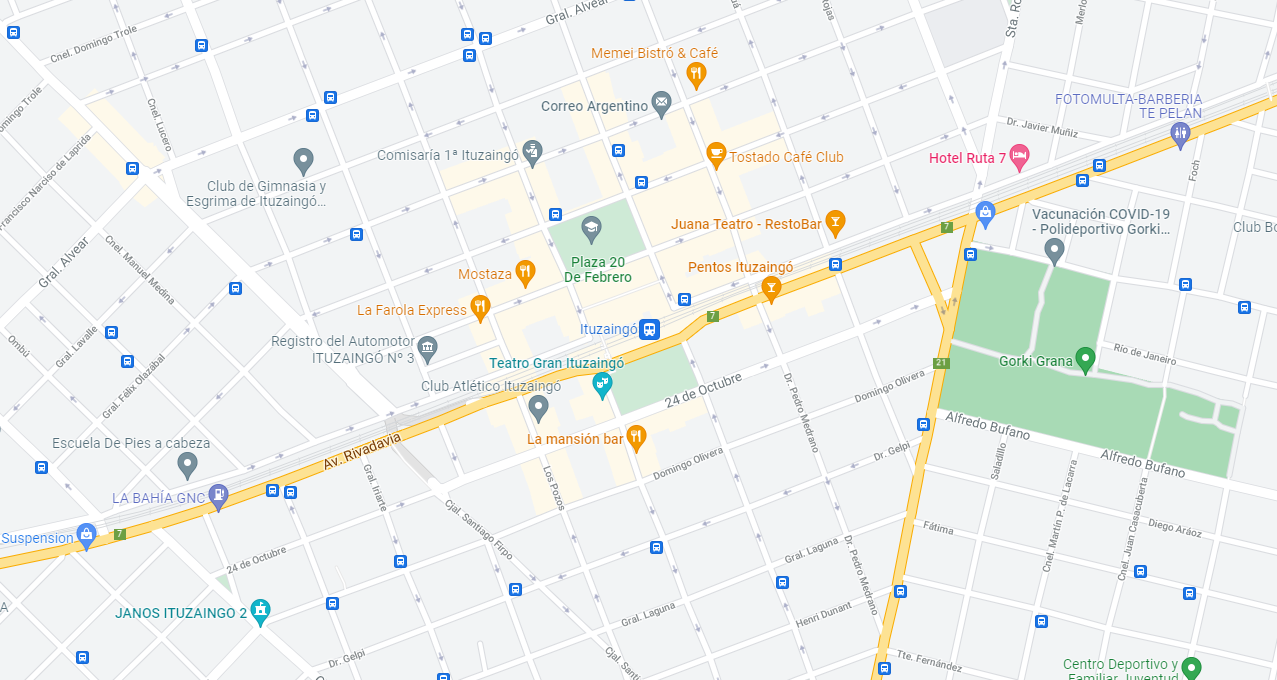 Gral. Alvear
Sta. Ro
Merlo
Cnel. Domingo Trole
Memei Bistró & Café
Domingo Trole
Cnel. Lucero
Correo Argentino
FOTOMULTA-BARBERIA
TE PELAN
Dr. Javier Muñiz
Francisco Narciso de Laprida
Comisaría 1ª Ituzaingó
Tostado Café Club
Hotel Ruta 7
Foch
Club de Gimnasia y
Esgrima de Ituzaingó...
Vacunación COVID-19
- Polideportivo Gorki...
Juana Teatro - RestoBar
7
Club Bo
Gral. Alvear
Cnel. Manuel Medina
Plaza 20
De Febrero
Mostaza
Pentos Ituzaingó
La Farola Express
7
Ituzaingó
Ombú
Gral. Lavalle
Registro del Automotor
ITUZAINGÓ Nº 3
Gral. Félix Olazábal
Teatro Gran Ituzaingó
Río de Janeiro
Gorki Grana
21
Club Atlético Ituzaingó
24 de Octubre
Domingo Olivera
Dr. Pedro Medrano
Escuela De Pies a cabeza
Av. Rivadavia
La mansión bar
Alfredo Bufano
Alfredo Bufano
Domingo Olivera
Dr. Gelpi
Saladillo
LA BAHÍA GNC
Gral. Iriarte
Los Pozos
Cnel. Martín P. de Lacarra
Cnel. Juan Casacuberta
Suspension
7
Cjal. Santiago Firpo
Fátima
Diego Aráoz
24 de Octubre
Gral. Laguna
Dr. Pedro Medrano
JANOS ITUZAINGO 2
Gral. Laguna
Henri Dunant
Dr. Gelpi
Cjal. Sant
Tte. Fernández
Centro Deportivo y
Familiar Juventud